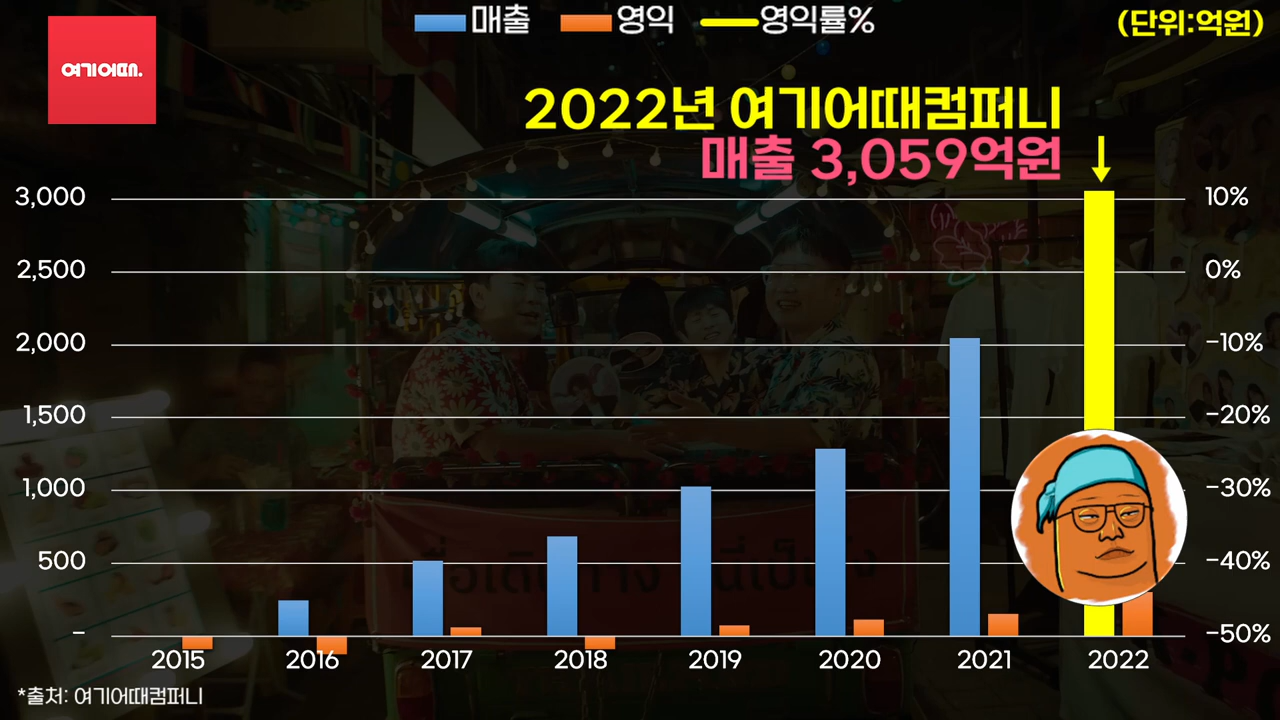 매출 영익 영익률% (단위:억원)
여기어때.
2022년 여기어때컴퍼니
매출 3,059억원
3,000 10%
2,500 0%
2,000 -10%
1,500 -20%
1,000 -30%
500 -40%
- -50%
2015 2016 2017 2018 2019 2020 2021 2022
*출처: 여기어때컴퍼니